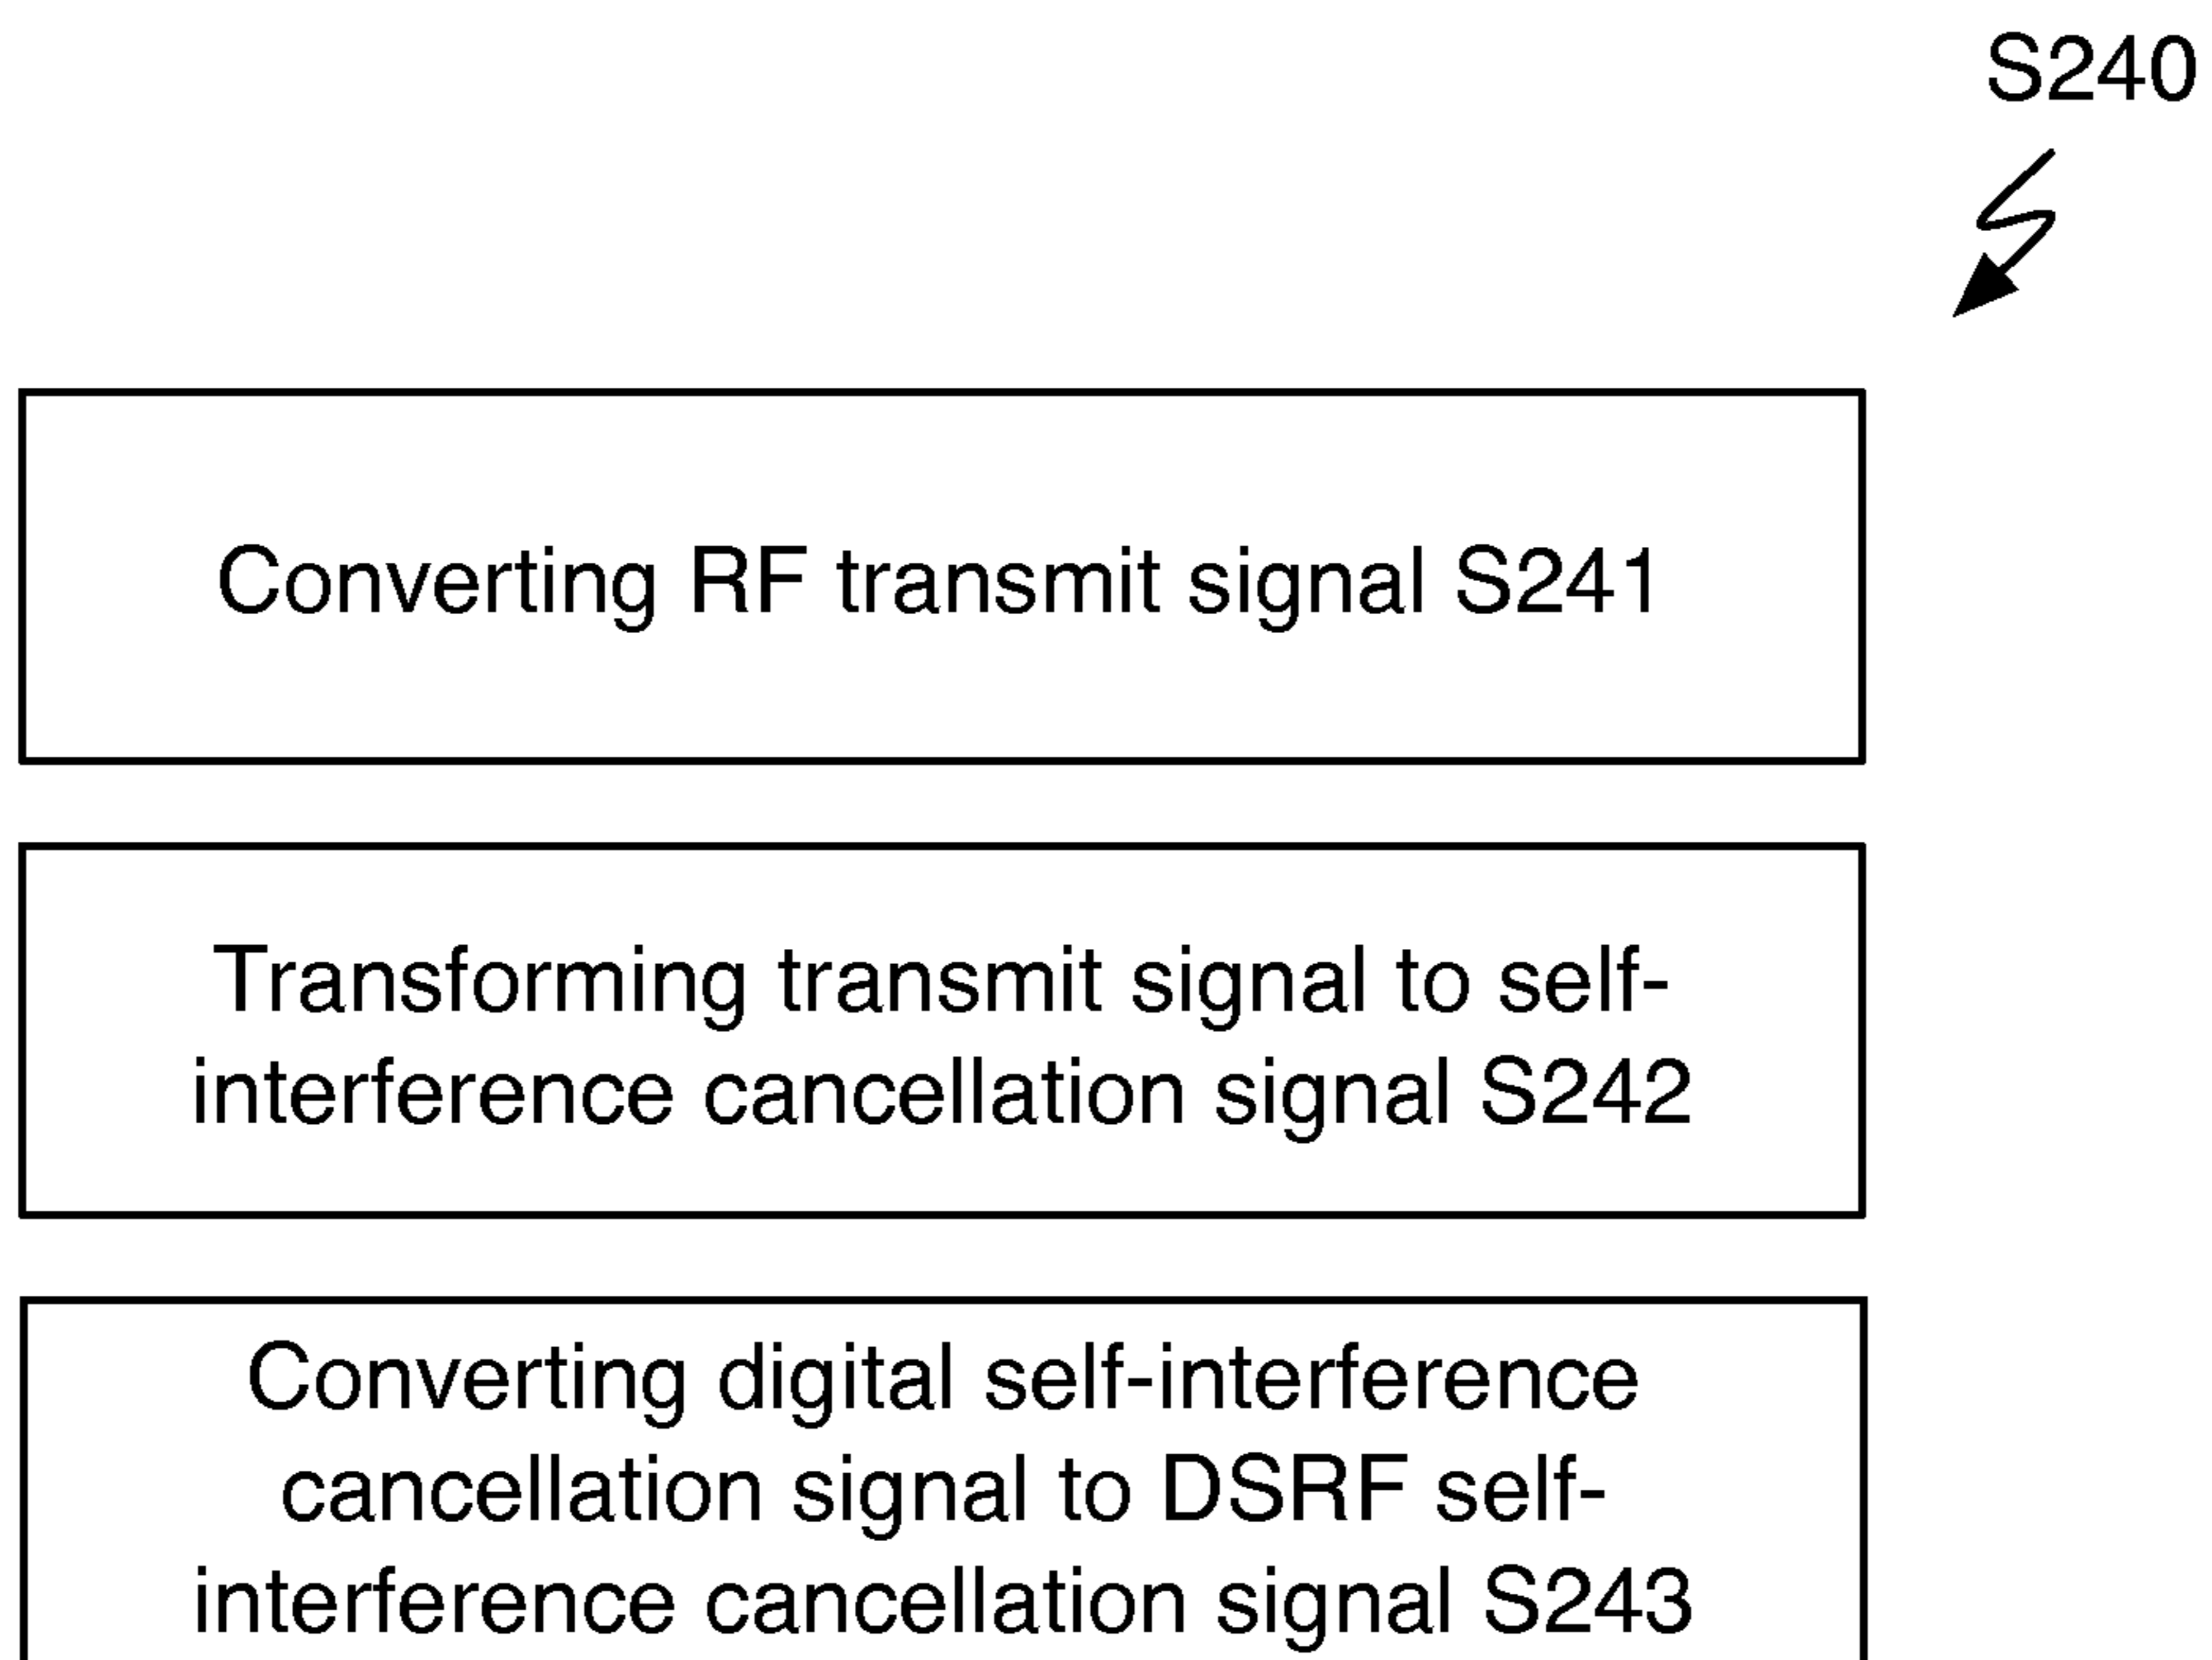 S240
Converting RF transmit signal S241
Transforming transmit signal to self-
interference cancellation signal S242
Converting digital self-interference
cancellation signal to DSRF self-
interference cancellation signal S243